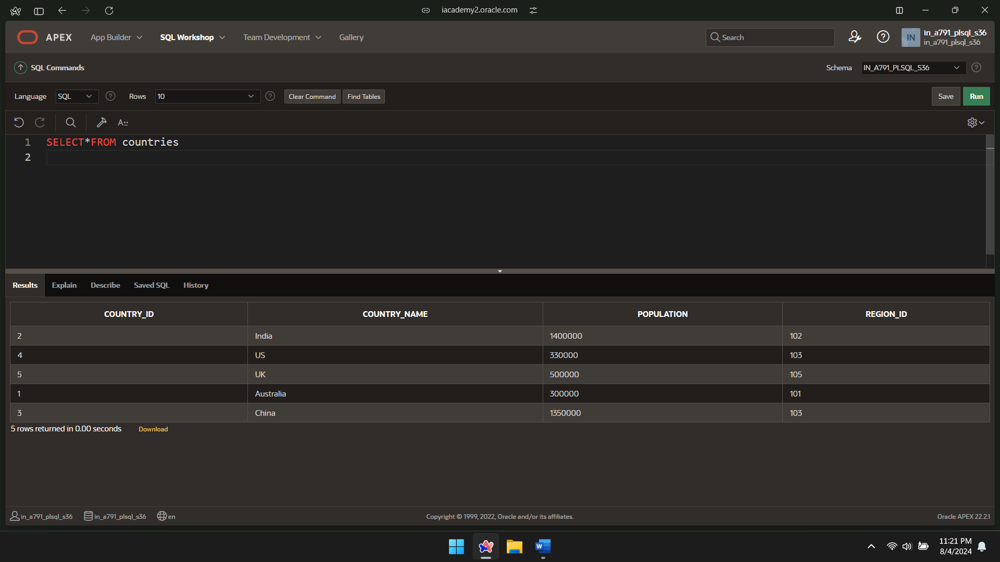 iacademy2.oracle.com
APEX App Builder SQL Workshop Team Development Gallery Search IN in_a791_plsql_s36
in_a791_plsql_s36
SQL Commands Schema IN_A791_PLSQL_S36
Language SQL Rows 10 Clear Command Find Tables Save Run
A::
1 SELECT*FROM countries
2
Results Explain Describe Saved SQL History
COUNTRY_ID COUNTRY_NAME POPULATION REGION_ID
2 India 1400000 102
4 US 330000 103
5 UK 500000 105
1 Australia 300000 101
3 China 1350000 103
5 rows returned in 0.00 seconds Download
in_a791_plsql_s36 in_a791_plsql_s36 en Copyright © 1999, 2022, Oracle and/or its affiliates. Oracle APEX 22.2.1
W 11:21 PM
8/4/2024